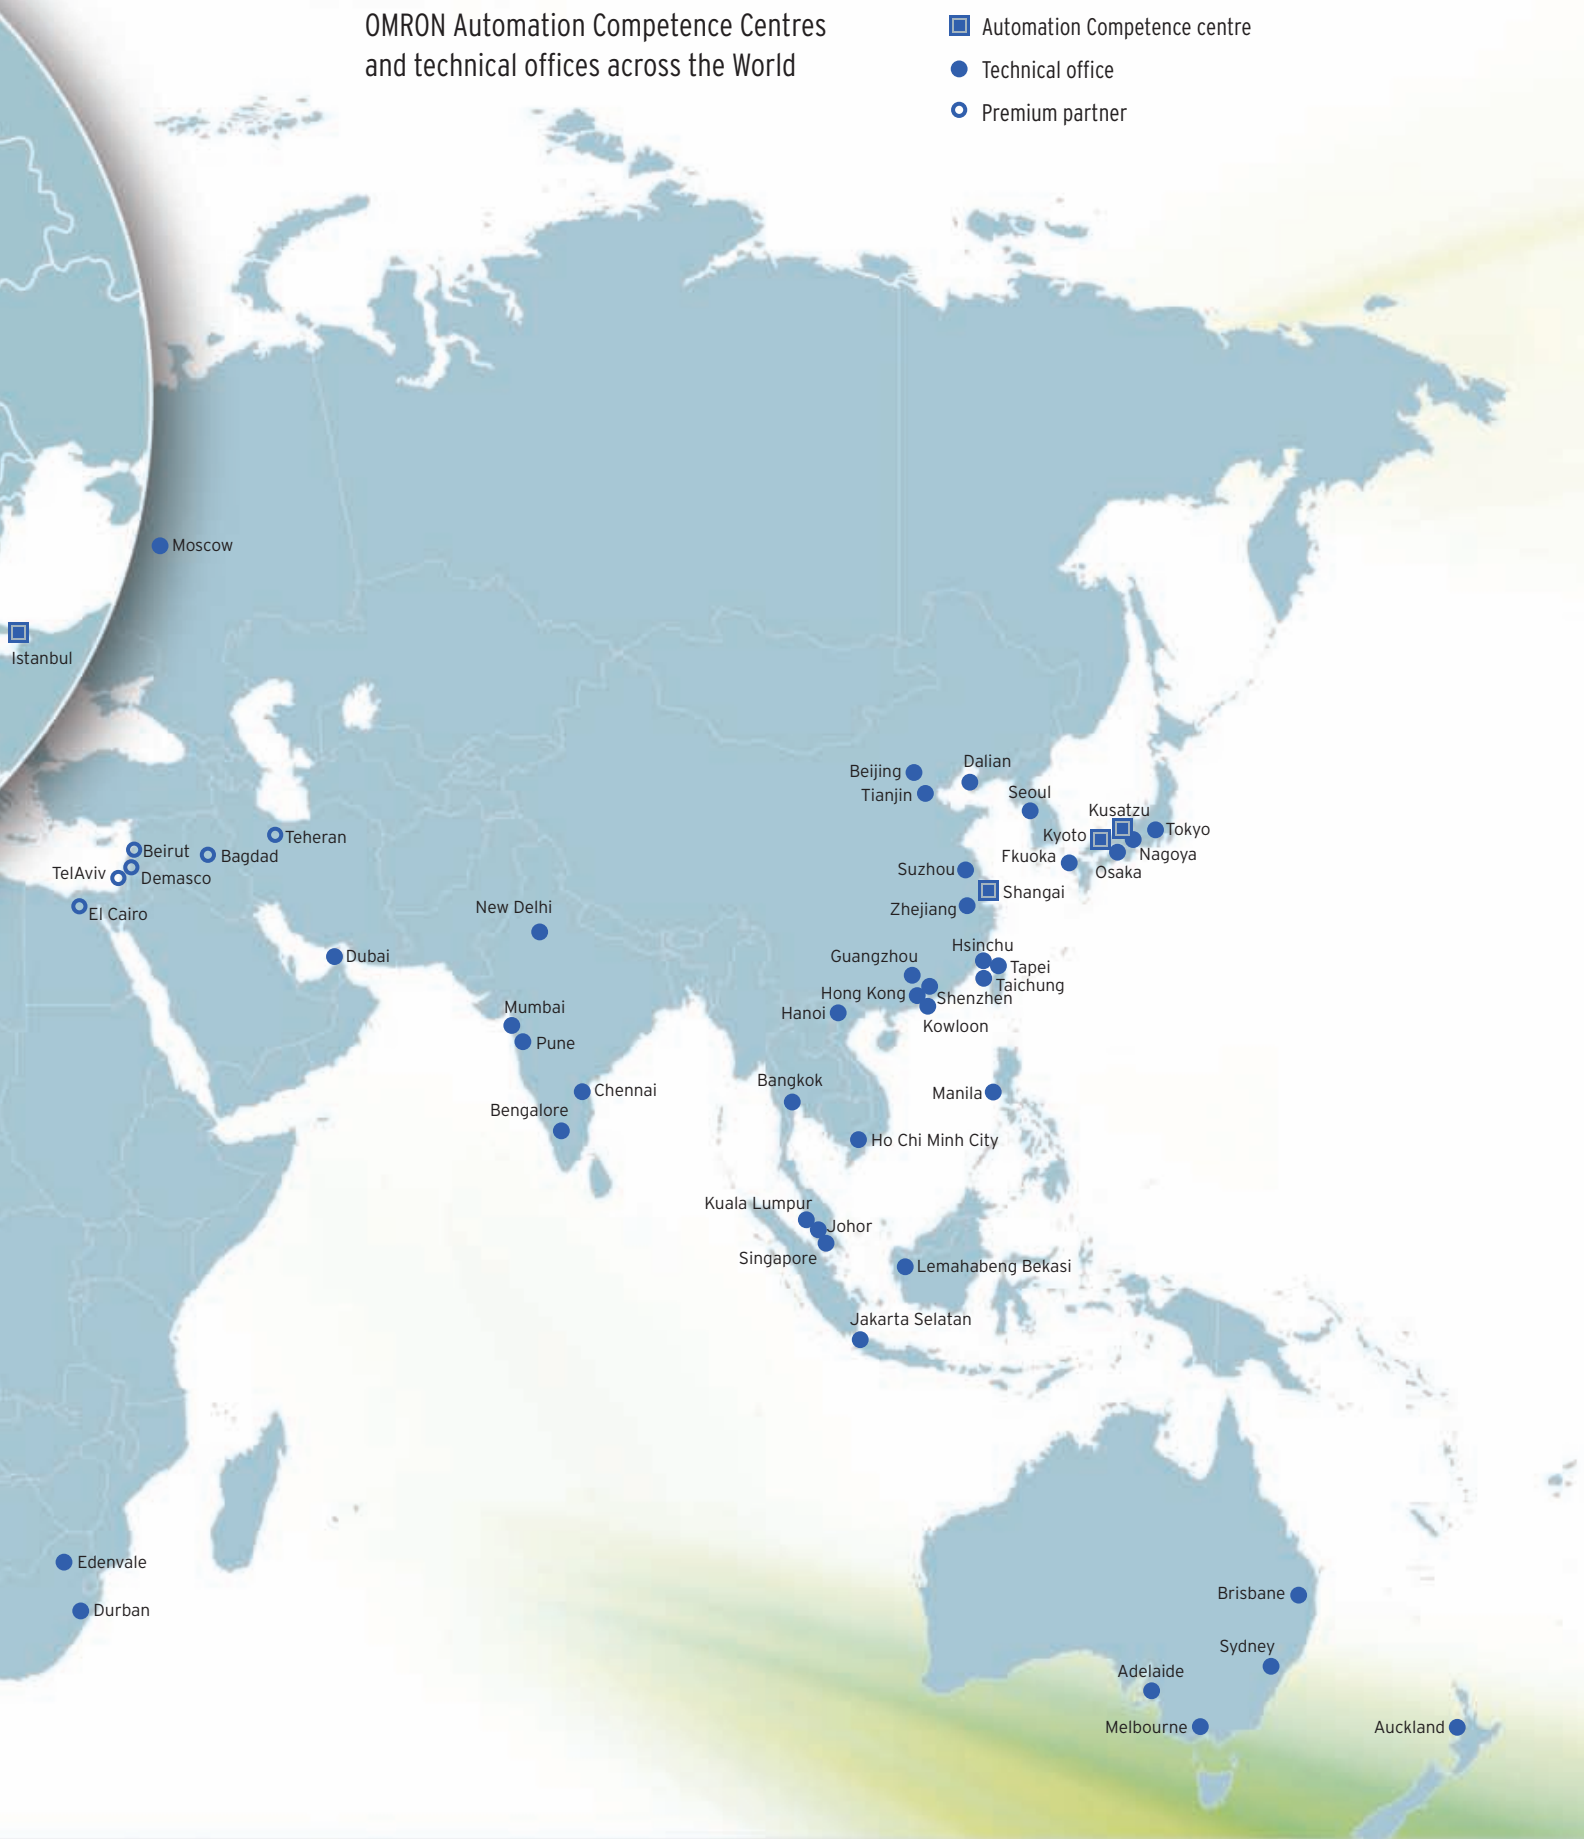 OMRON Automation Competence Centres
and technical offices across the World
Automation Competence centre
Technical office
Premium partner
Moscow
Istanbul
Beijing
Dalian
Tianjin
Seoul
Kusatzu
Kyoto
Tokyo
Teheran
Beirut
Bagdad
Fkuoka
Nagoya
TelAviv
Demasco
Suzhou
Osaka
Shangai
El Cairo
New Delhi
Zhejiang
Hsinchu
Dubai
Guangzhou
Tapei
Taichung
Hong Kong
Shenzhen
Mumbai
Hanoi
Kowloon
Pune
Bangkok
Chennai
Manila
Bengalore
Ho Chi Minh City
Kuala Lumpur
Johor
Singapore
Lemahabeng Bekasi
Jakarta Selatan
Edenvale
Brisbane
Durban
Sydney
Adelaide
Melbourne
Auckland